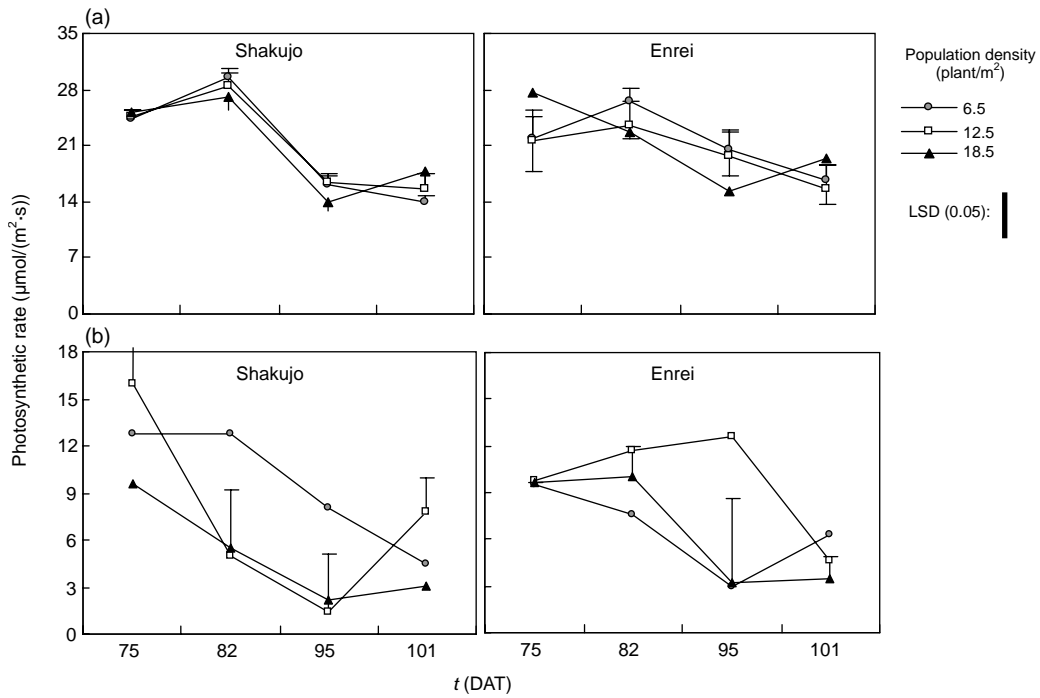 (a)
35
28
21
14
7
0
Shakujo
Enrei
Population density
(plant/m²)
6.5
12.5
18.5
LSD (0.05):
Photosynthetic rate (μmol/(m²·s))
(b)
18
15
12
9
6
3
0
Shakujo
Enrei
75 82 95 101 75 82 95 101
t (DAT)